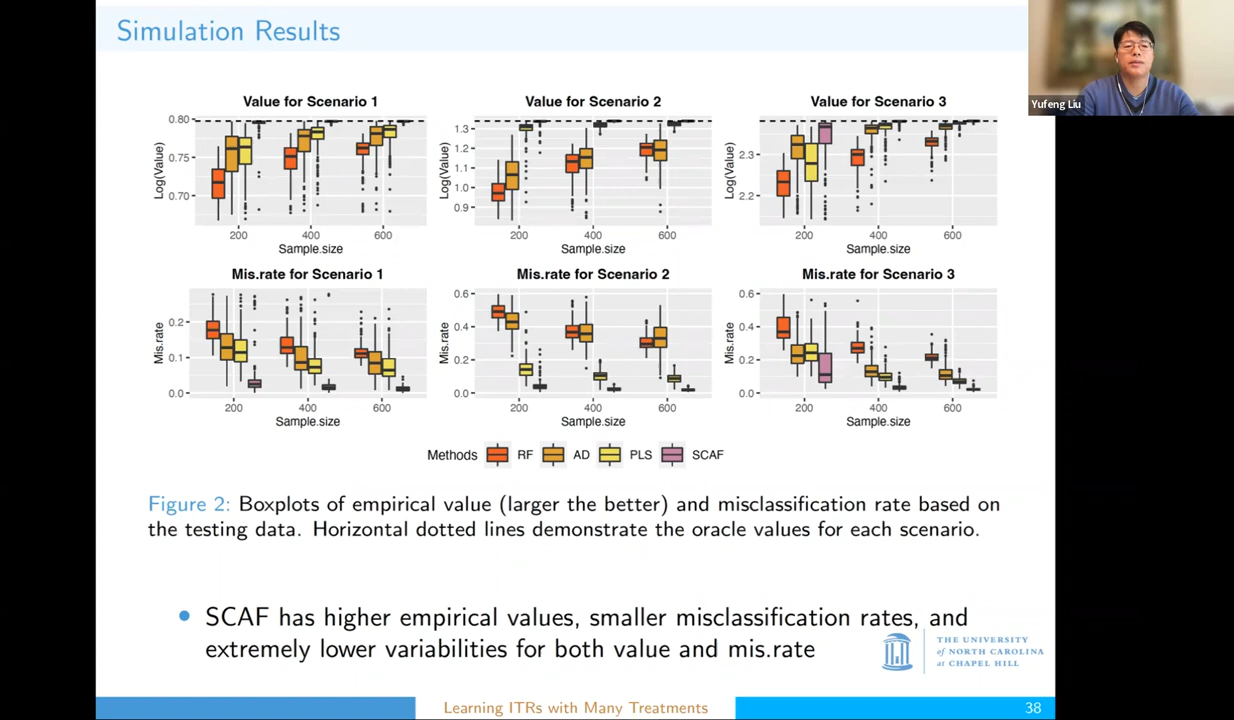 Simulation Results
Yufeng Liu
Value for Scenario 1
Value for Scenario 2
Value for Scenario 3
Log(Value)
0.80
0.75
0.70
200
400
600
Sample.size
Log(Value)
1.3
1.2
1.1
1.0
0.9
200
400
600
Sample.size
Log(Value)
2.3
2.2
200
400
600
Sample.size
Mis.rate for Scenario 1
Mis.rate for Scenario 2
Mis.rate for Scenario 3
Mis.rate
0.2
0.1
0.0
200
400
600
Sample.size
Mis.rate
0.6
0.4
0.2
0.0
200
400
600
Sample.size
Mis.rate
0.6
0.4
0.2
0.0
200
400
600
Sample.size
Methods RF AD PLS SCAF
Figure 2: Boxplots of empirical value (larger the better) and misclassification rate based on
the testing data. Horizontal dotted lines demonstrate the oracle values for each scenario.
• SCAF has higher empirical values, smaller misclassification rates, and
extremely lower variabilities for both value and mis.rate
THE UNIVERSITY
of NORTH CAROLINA
at CHAPEL HILL
Learning ITRs with Many Treatments
38